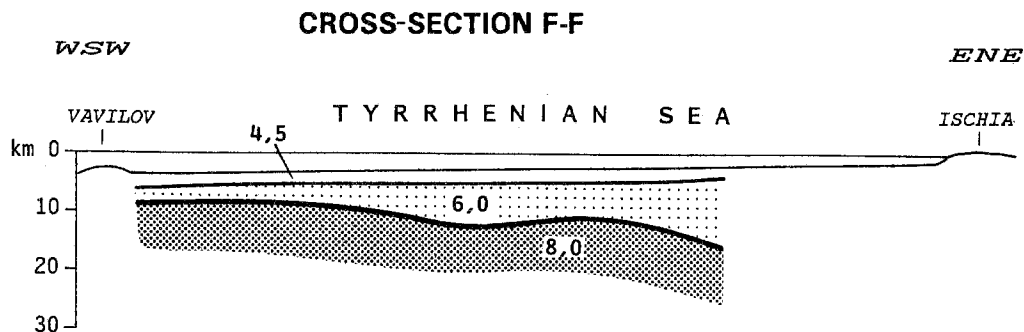 CROSS-SECTION F-F
WSW
ENE
VAVILOV
TYRRHENIAN SEA
ISCHIA
4,5
km 0
10
6,0
8,0
20
30